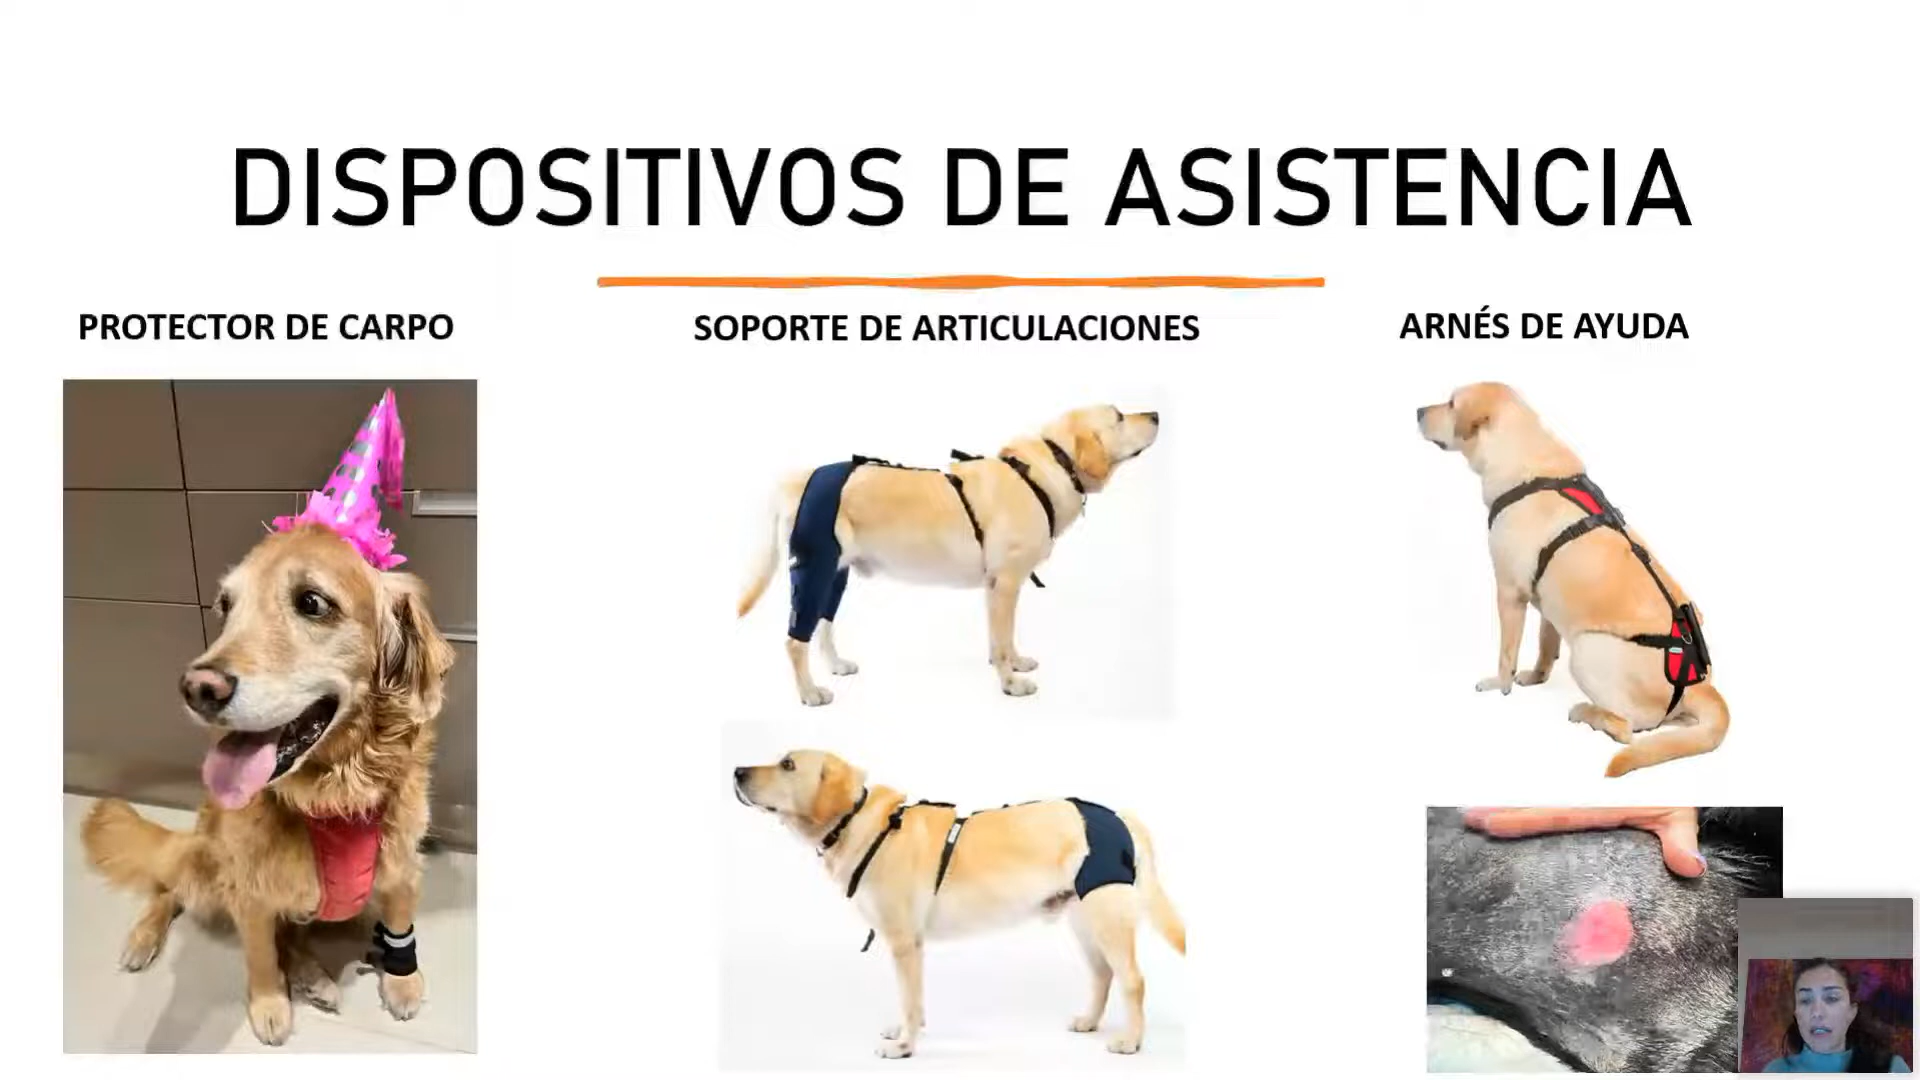 DISPOSITIVOS DE ASISTENCIA
PROTECTOR DE CARPO
SOPORTE DE ARTICULACIONES
ARNÉS DE AYUDA